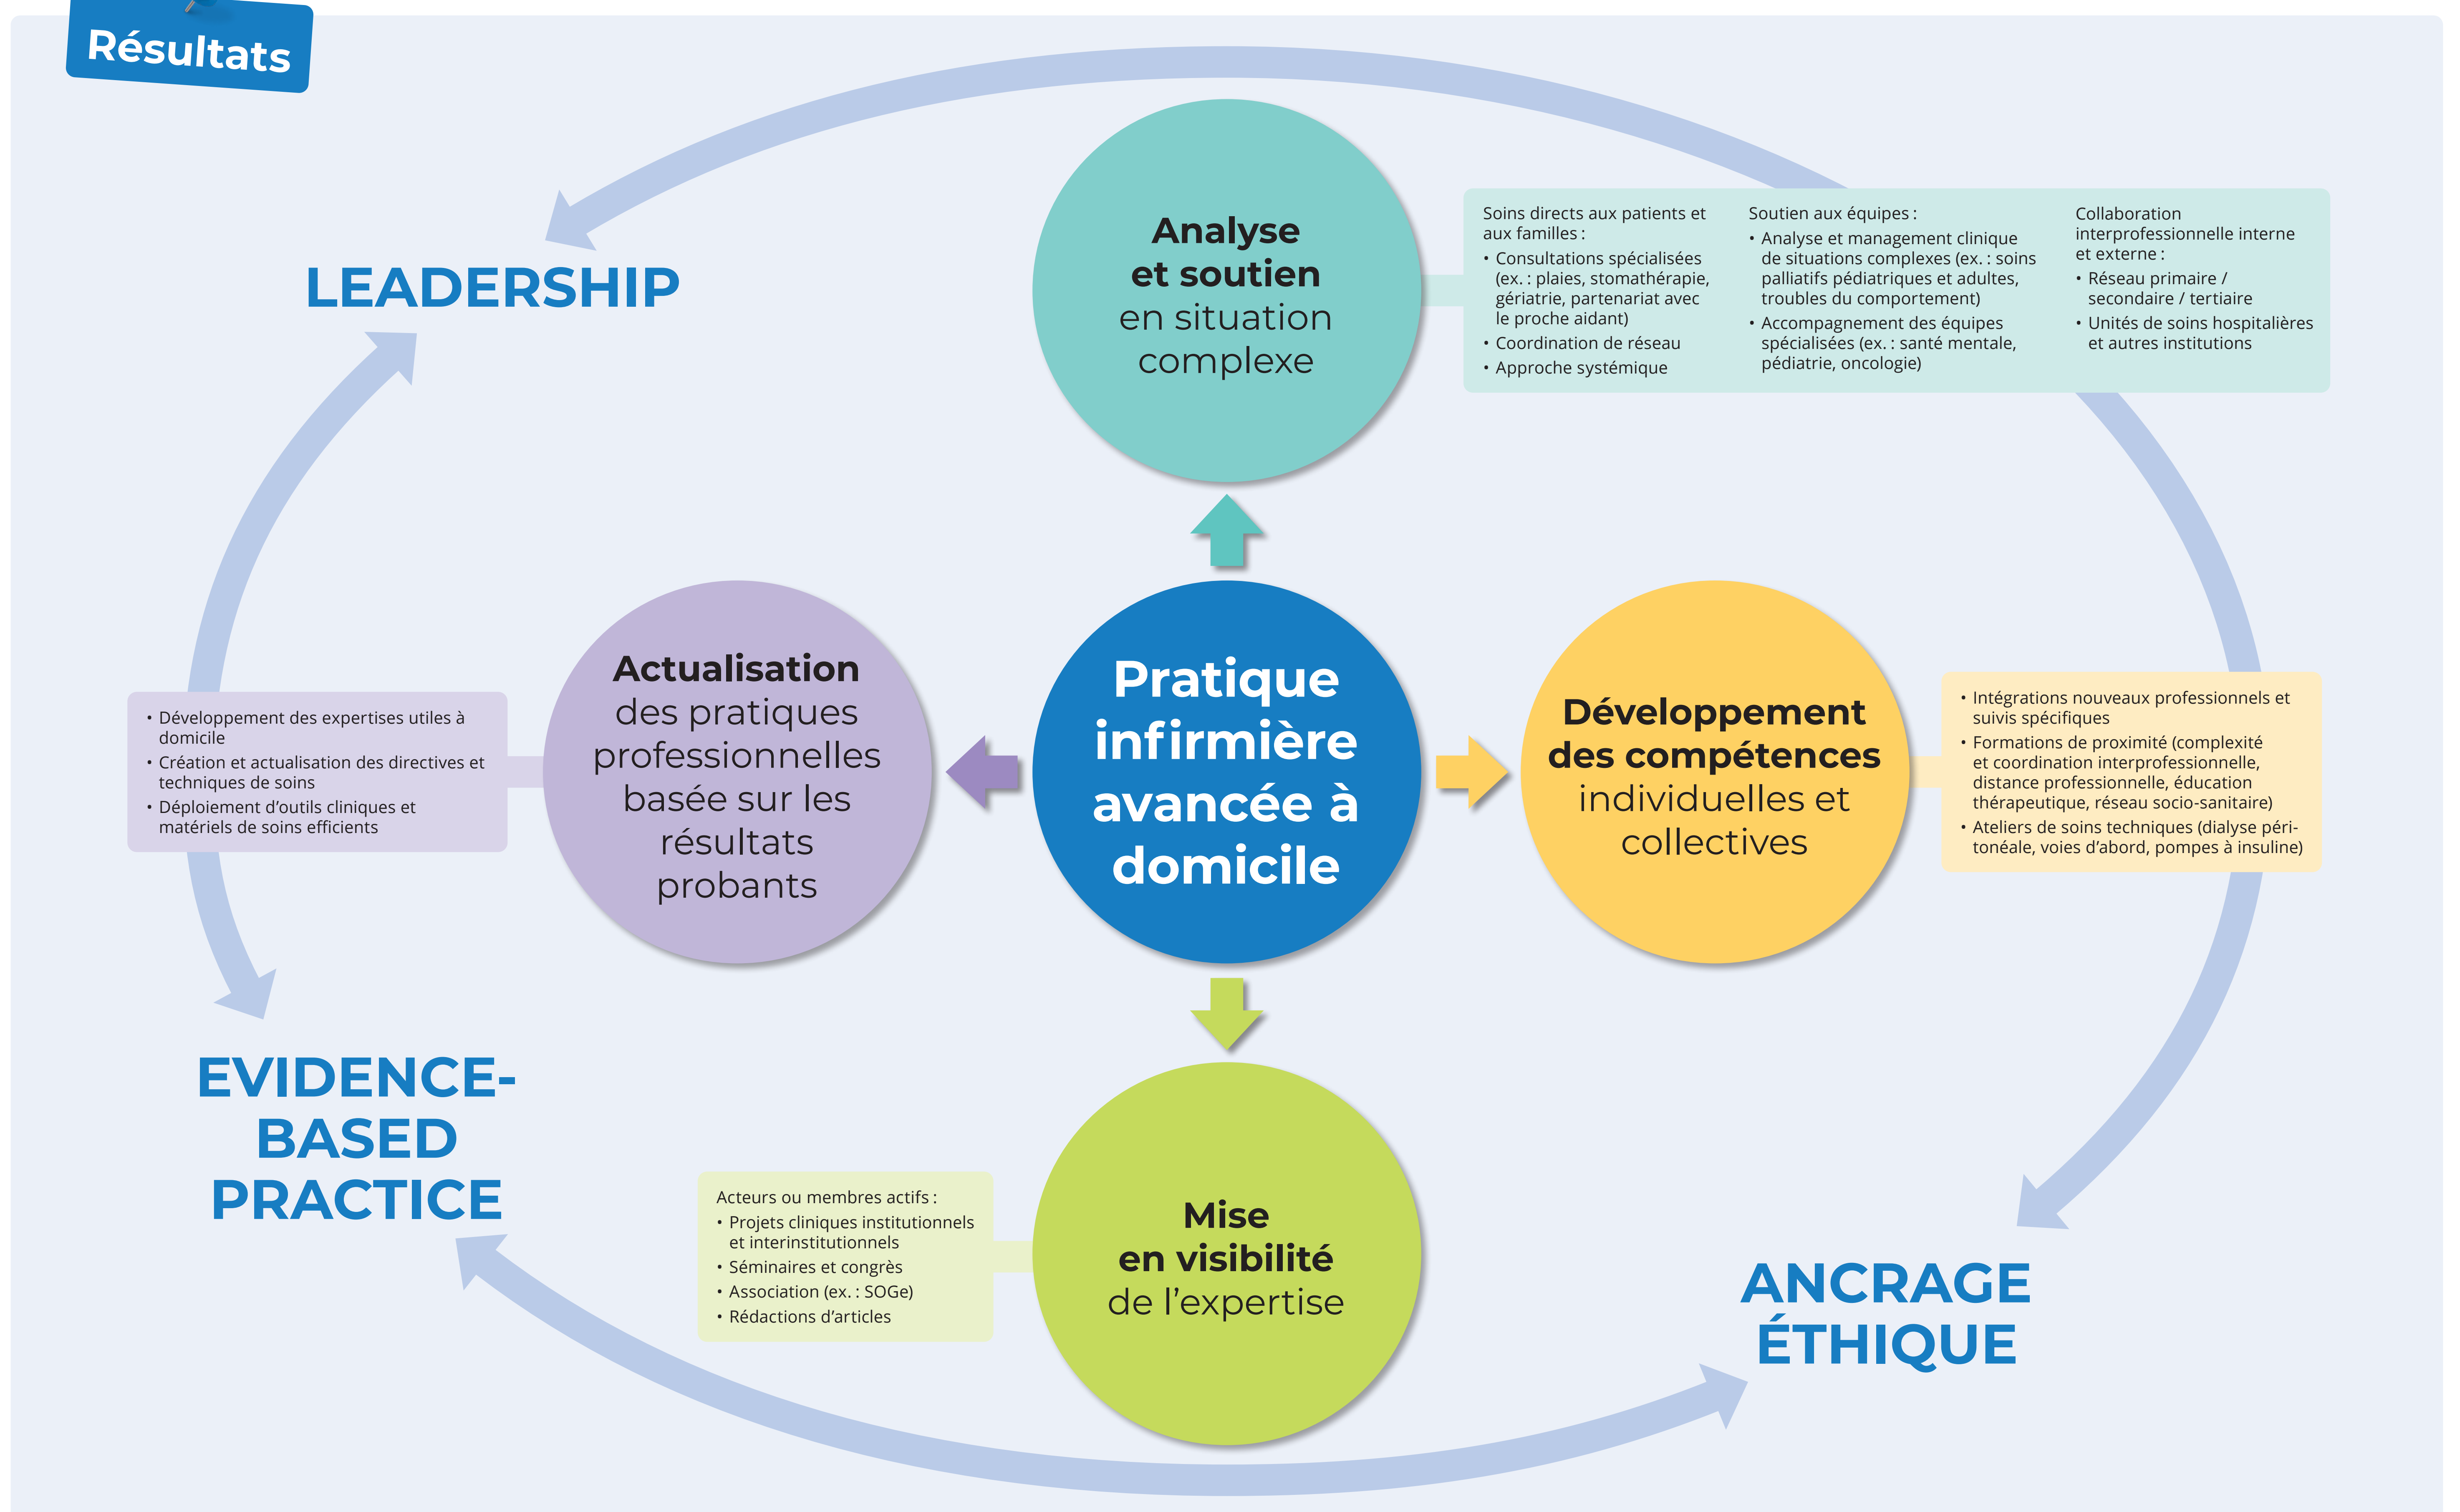 Résultats
LEADERSHIP
Analyse
et soutien
en situation
complexe
Soins directs aux patients et
aux familles :
• Consultations spécialisées
(ex. : plaies, stomathérapie,
gériatrie, partenariat avec
le proche aidant)
• Coordination de réseau
• Approche systémique
Soutien aux équipes :
• Analyse et management clinique
de situations complexes (ex. : soins
palliatifs pédiatriques et adultes,
troubles du comportement)
• Accompagnement des équipes
spécialisées (ex. : santé mentale,
pédiatrie, oncologie)
Collaboration
interprofessionnelle interne
et externe :
• Réseau primaire /
secondaire / tertiaire
• Unités de soins hospitalières
et autres institutions
• Développement des expertises utiles à
domicile
• Création et actualisation des directives et
techniques de soins
• Déploiement d’outils cliniques et
matériels de soins efficients
Actualisation
des pratiques
professionnelles
basée sur les
résultats
probants
Pratique
infirmière
avancée à
domicile
Développement
des compétences
individuelles et
collectives
• Intégrations nouveaux professionnels et
suivis spécifiques
• Formations de proximité (complexité
et coordination interprofessionnelle,
distance professionnelle, éducation
thérapeutique, réseau socio-sanitaire)
• Ateliers de soins techniques (dialyse péri-
tonéale, voies d’abord, pompes à insuline)
EVIDENCE-
BASED
PRACTICE
Acteurs ou membres actifs :
• Projets cliniques institutionnels
et interinstitutionnels
• Séminaires et congrès
• Association (ex. : SOGe)
• Rédactions d’articles
Mise
en visibilité
de l’expertise
ANCRAGE
ÉTHIQUE